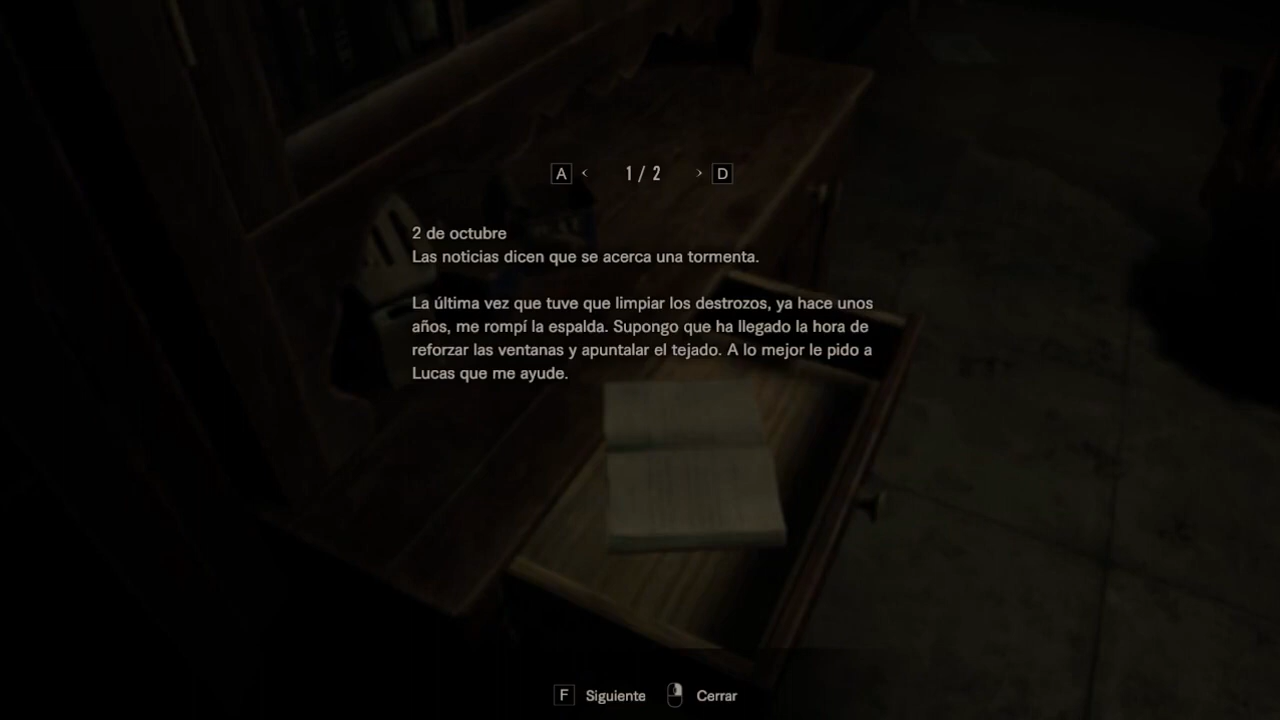 A < 1 / 2 > D
2 de octubre
Las noticias dicen que se acerca una tormenta.
La última vez que tuve que limpiar los destrozos, ya hace unos
años, me rompí la espalda. Supongo que ha llegado la hora de
reforzar las ventanas y apuntalar el tejado. A lo mejor le pido a
Lucas que me ayude.
F Siguiente Cerrar